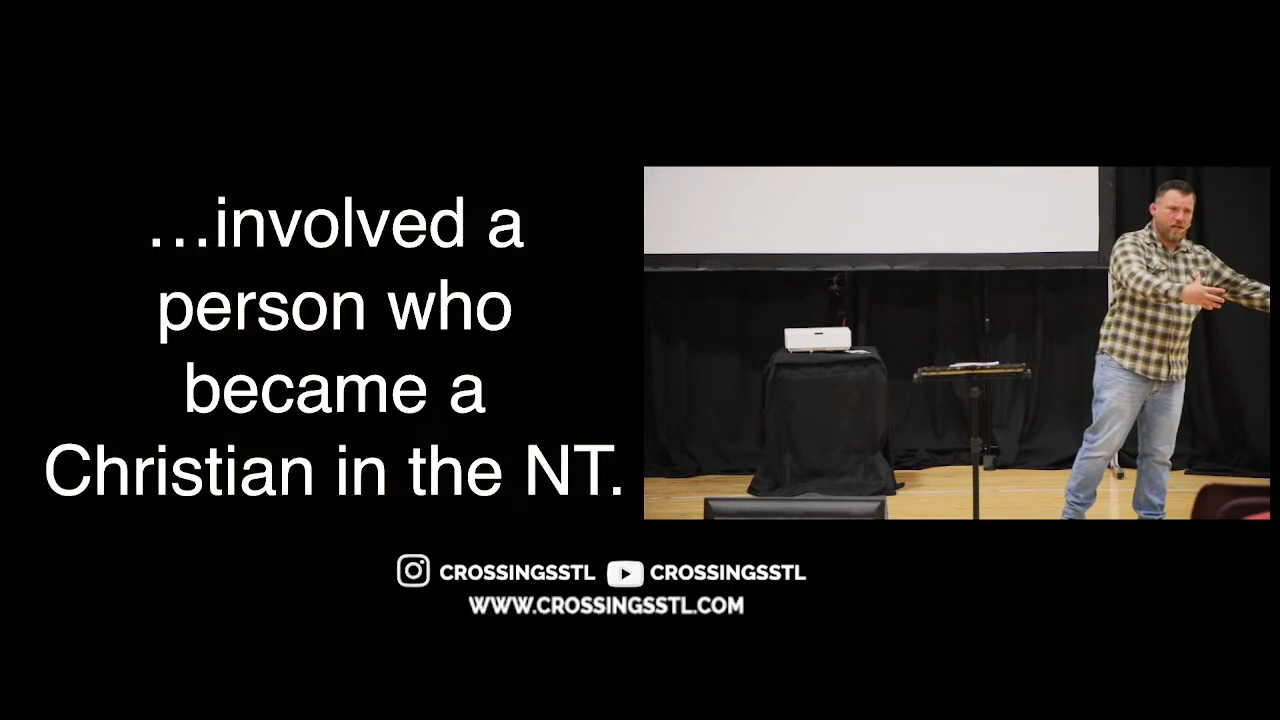 ...involved a
person who
became a
Christian in the NT.
CROSSINGSSTL CROSSINGSSTL
WWW.CROSSINGSSTL.COM